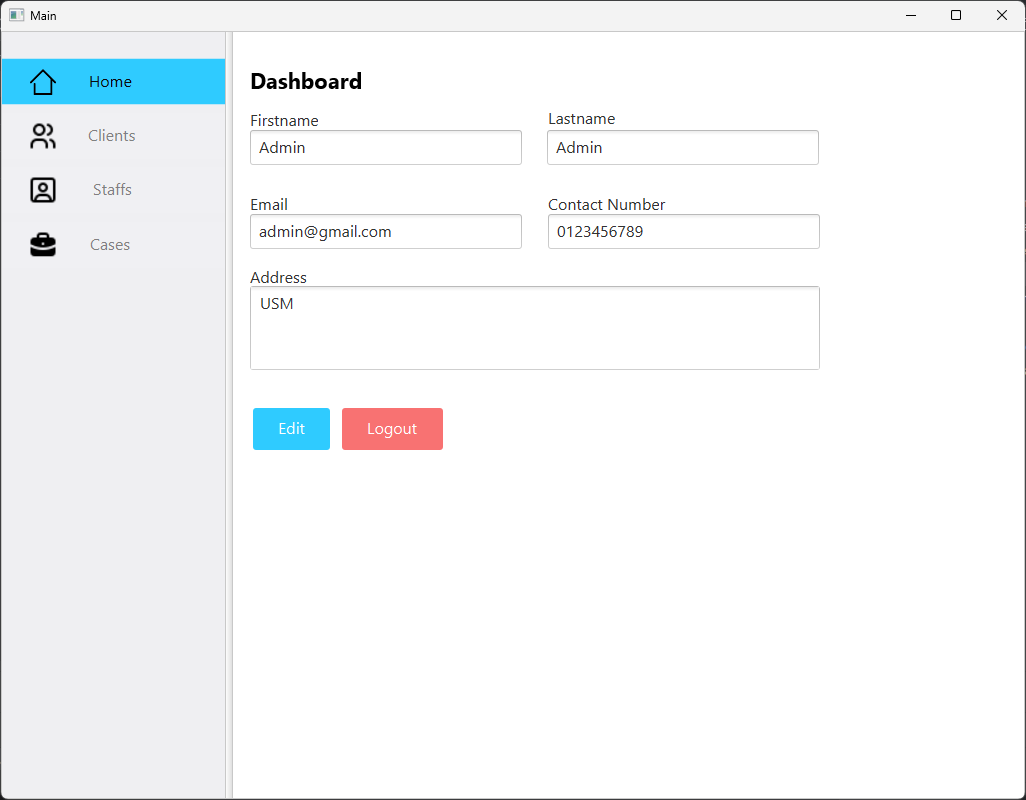 Main
Home
Clients
Staffs
Cases
Dashboard
Firstname
Lastname
Admin
Admin
Email
Contact Number
admin@gmail.com
0123456789
Address
USM
Edit
Logout